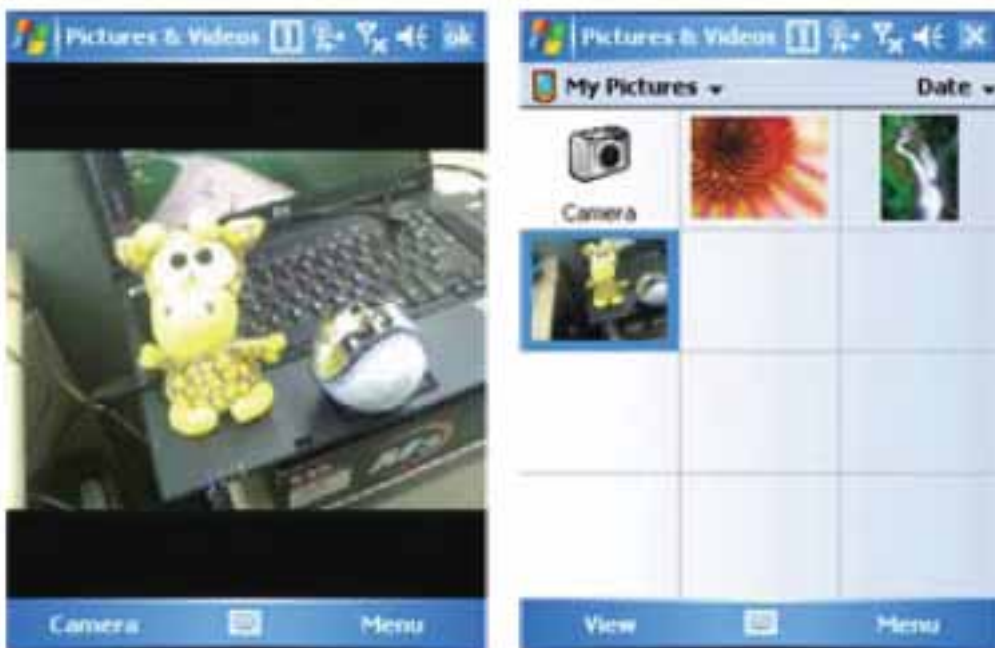 Pictures & Videos
ok
Camera
Menu
Pictures & Videos
My Pictures
Date
Camera
View
Menu